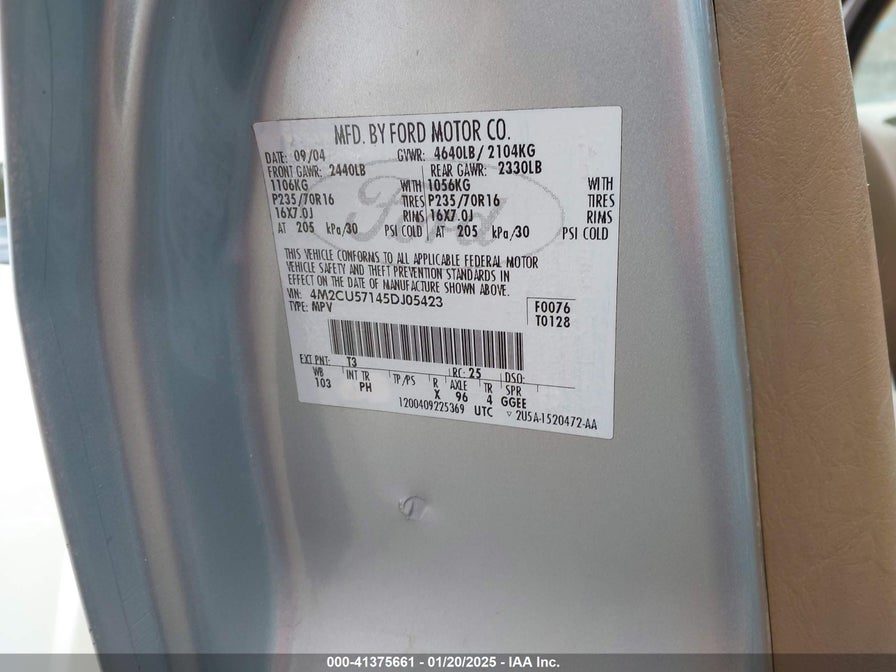 MFD. BY FORD MOTOR CO.
DATE: 09/04 GVWR: 4640LB/ 2104KG
FRONT GAWR: 2440LB REAR GAWR: 2330LB
1106KG WITH 1056KG WITH
P235/70R16 TIRES P235/70R16 TIRES
16X7.0J RIMS 16X7.0J RIMS
AT 205 kPa/30 PSI COLD AT 205 kPa/30 PSI COLD
Ford
THIS VEHICLE CONFORMS TO ALL APPLICABLE FEDERAL MOTOR
VEHICLE SAFETY AND THEFT PREVENTION STANDARDS IN
EFFECT ON THE DATE OF MANUFACTURE SHOWN ABOVE.
VIN: 4M2CU57145DJ05423 F0076
TYPE: MPV T0128
EXT PNT: T3 RC: 25 DSO:
WB INT TR TP/PS R AXLE TR SPR
103 PH X 96 4 GGEE
1200409225369 UTC ▽ 2U5A-1520472-AA
000-41375661 - 01/20/2025 - IAA Inc.